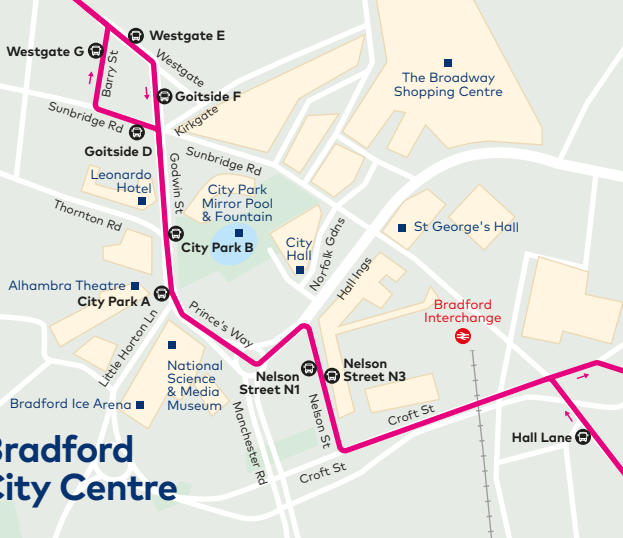 Westgate E
Westgate G
Barry St
Westgate
The Broadway
Shopping Centre
Goitside F
Sunbridge Rd
Kirkgate
Goitside D
Sunbridge Rd
Godwin St
Leonardo
Hotel
City Park
Mirror Pool
& Fountain
Thornton Rd
City Park B
City
Hall
Norfolk Gdns
St George's Hall
Hall Ings
Alhambra Theatre
City Park A
Bradford
Interchange
Prince's Way
Little Horton Ln
National
Science
& Media
Museum
Nelson
Street N1
Nelson
Street N3
Bradford Ice Arena
Manchester Rd
Nelson St
Croft St
Hall Lane
Croft St
Bradford
City Centre